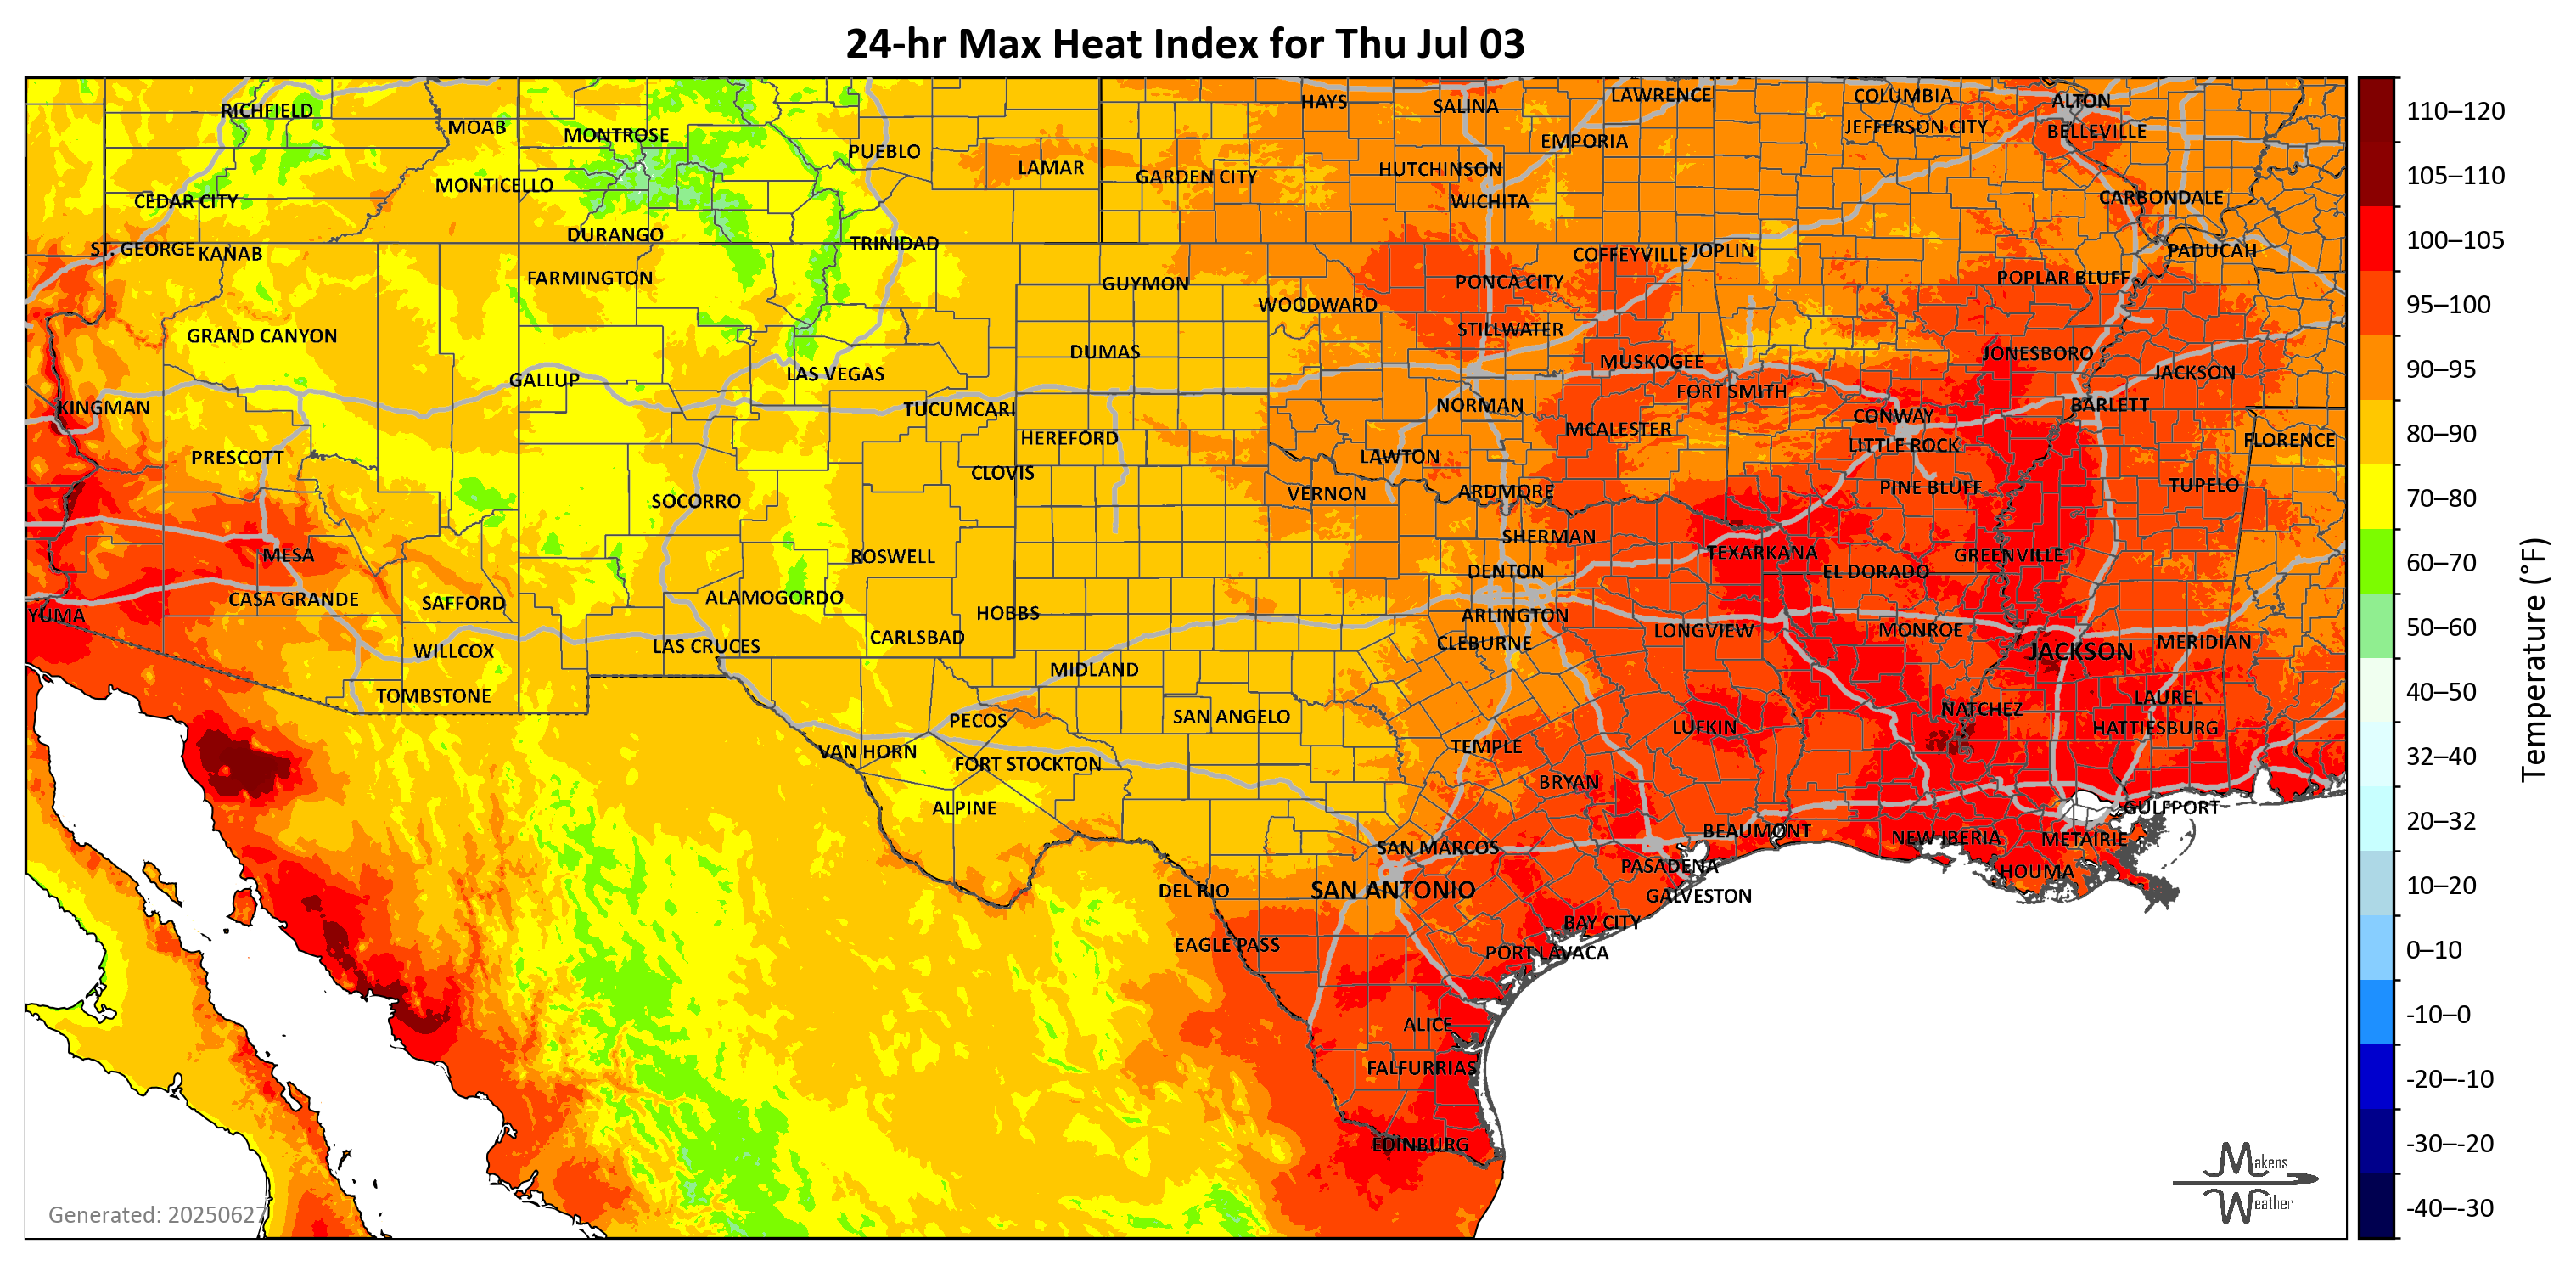 24-hr Max Heat Index for Thu Jul 03
RICHFIELD
MOAB
MONTROSE
PUEBLO
LAMAR
HAYS
SALINA
LAWRENCE
COLUMBIA
ALTON
EMPORIA
JEFFERSON CITY
BELLEVILLE
GARDEN CITY
HUTCHINSON
MONTICELLO
CEDAR CITY
WICHITA
CARBONDALE
DURANGO
TRINIDAD
ST. GEORGE
KANAB
COFFEYVILLE
JOPLIN
PADUCAH
FARMINGTON
GUYMON
PONCA CITY
POPLAR BLUFF
WOODWARD
GRAND CANYON
STILLWATER
DUMAS
MUSKOGEE
JONESBORO
GALLUP
LAS VEGAS
FORT SMITH
JACKSON
KINGMAN
TUCUMCARI
NORMAN
CONWAY
BARLETT
HEREFORD
MCALESTER
LITTLE ROCK
FLORENCE
PRESCOTT
CLOVIS
LAWTON
SOCORRO
VERNON
ARDMORE
PINE BLUFF
TUPELO
SHERMAN
MESA
ROSWELL
TEXARKANA
GREENVILLE
DENTON
EL DORADO
CASA GRANDE
SAFFORD
ALAMOGORDO
HOBBS
ARLINGTON
YUMA
CARLSBAD
CLEBURNE
LONGVIEW
MONROE
WILLCOX
LAS CRUCES
JACKSON
MERIDIAN
MIDLAND
TOMBSTONE
PECOS
SAN ANGELO
NATCHEZ
LAUREL
LUFKIN
HATTIESBURG
VAN HORN
FORT STOCKTON
TEMPLE
BRYAN
ALPINE
GULFPORT
BEAUMONT
NEW IBERIA
METAIRIE
SAN MARCOS
PASADENA
HOUMA
DEL RIO
SAN ANTONIO
GALVESTON
BAY CITY
EAGLE PASS
PORT LAVACA
ALICE
FALFURRIAS
EDINBURG
Generated: 20250627
Makens
Weather
110–120
105–110
100–105
95–100
90–95
80–90
70–80
60–70
50–60
40–50
32–40
20–32
10–20
0–10
-10–0
-20–-10
-30–-20
-40–-30
Temperature (°F)